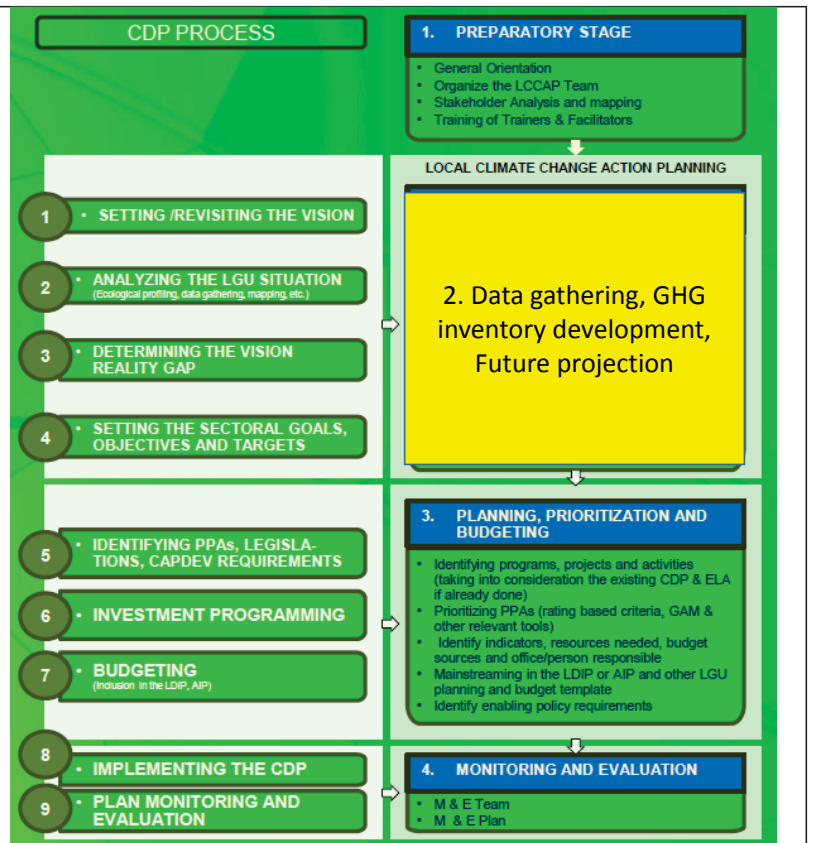 CDP PROCESS
1. PREPARATORY STAGE
• General Orientation
• Organize the LCCAP Team
• Stakeholder Analysis and mapping
• Training of Trainers & Facilitators
LOCAL CLIMATE CHANGE ACTION PLANNING
1 • SETTING /REVISITING THE VISION
2 • ANALYZING THE LGU SITUATION
(Ecological profiling, data gathering, mapping, etc.)
3 • DETERMINING THE VISION
REALITY GAP
4 • SETTING THE SECTORAL GOALS,
OBJECTIVES AND TARGETS
2. Data gathering, GHG
inventory development,
Future projection
5 • IDENTIFYING PPAs, LEGISLA-
TIONS, CAPDEV REQUIREMENTS
6 • INVESTMENT PROGRAMMING
7 • BUDGETING
(Inclusion in the LDIP, AIP)
3. PLANNING, PRIORITIZATION AND
BUDGETING
• Identifying programs, projects and activities
(taking into consideration the existing CDP & ELA
if already done)
• Prioritizing PPAs (rating based criteria, GAM &
other relevant tools)
• Identify indicators, resources needed, budget
sources and office/person responsible
• Mainstreaming in the LDIP or AIP and other LGU
planning and budget template
• Identify enabling policy requirements
8 • IMPLEMENTING THE CDP
9 • PLAN MONITORING AND
EVALUATION
4. MONITORING AND EVALUATION
• M & E Team
• M & E Plan